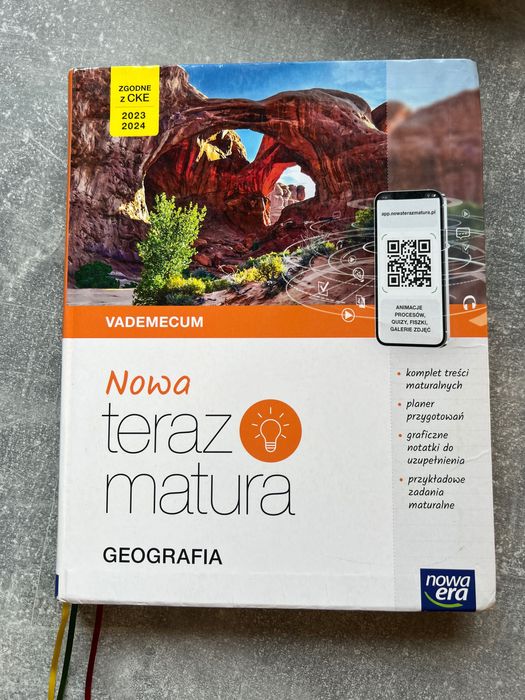 ZGODNE
z CKE
2023
2024
app.nowaterazmatura.pl
ANIMACJE
PROCESÓW,
QUIZY, FISZKI,
GALERIE ZDJĘĆ
VADEMECUM
Nowa
teraz
matura
GEOGRAFIA
• komplet treści
maturalnych
• planer
przygotowań
• graficzne
notatki do
uzupełnienia
• przykładowe
zadania
maturalne
nowa
era